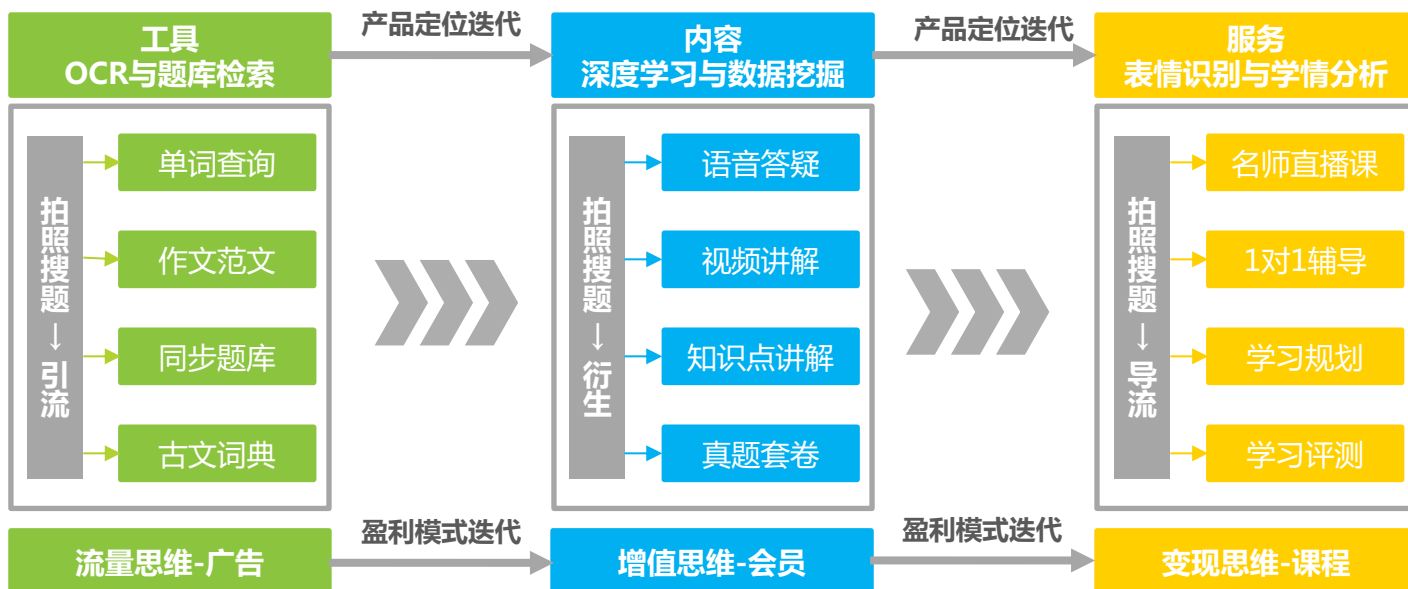 产品定位迭代
产品定位迭代
工具
OCR与题库检索
内容
深度学习与数据挖掘
服务
表情识别与学情分析
拍照搜题→引流
单词查询
作文范文
同步题库
古文词典
拍照搜题→衍生
语音答疑
视频讲解
知识点讲解
真题套卷
拍照搜题→导流
名师直播课
1对1辅导
学习规划
学习评测
盈利模式迭代
盈利模式迭代
流量思维-广告
增值思维-会员
变现思维-课程